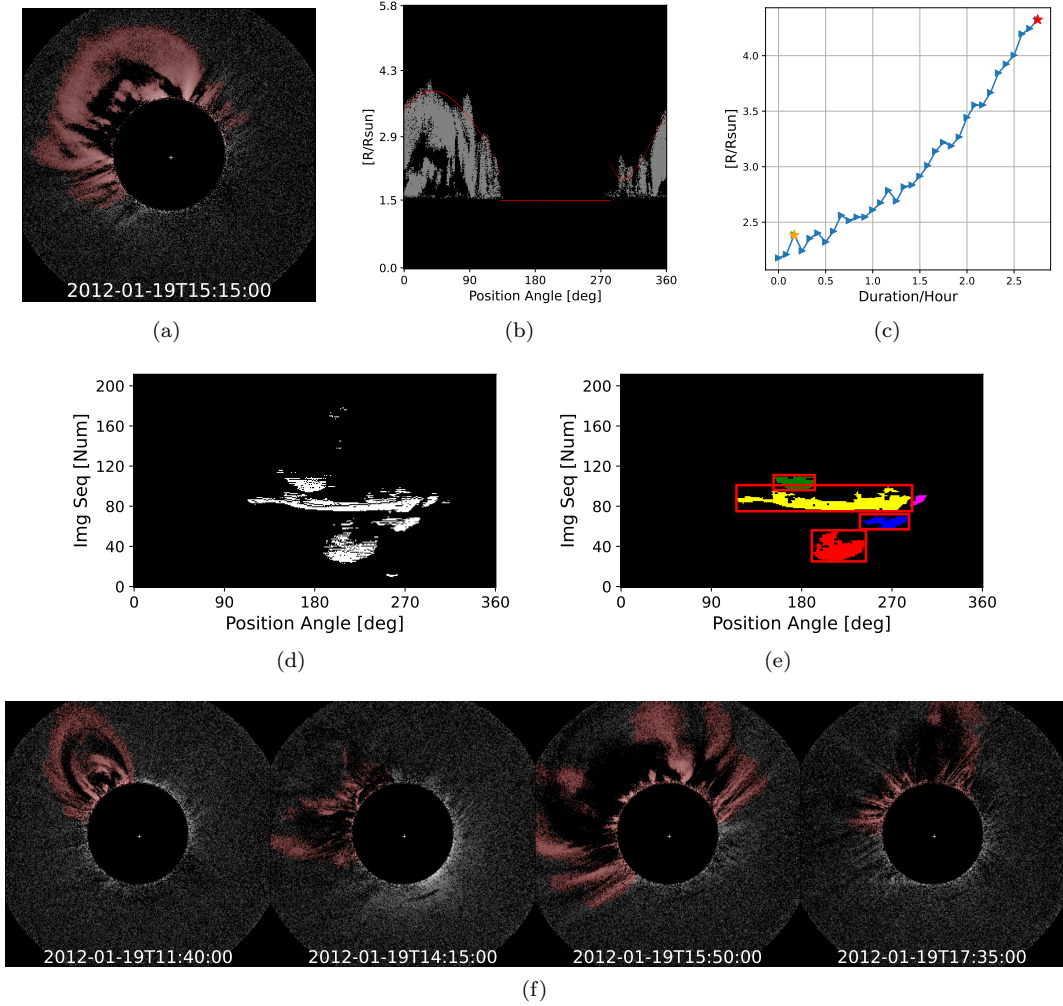 2012-01-19T15:15:00
(a)
5.8
4.3
2.9
1.5
0.0
[R/Rsun]
0 90 180 270 360
Position Angle [deg]
(b)
4.0
3.5
3.0
2.5
[R/Rsun]
0.0 0.5 1.0 1.5 2.0 2.5
Duration/Hour
(c)
200
160
120
80
40
0
Img Seq [Num]
0 90 180 270 360
Position Angle [deg]
(d)
200
160
120
80
40
0
Img Seq [Num]
0 90 180 270 360
Position Angle [deg]
(e)
2012-01-19T11:40:00
2012-01-19T14:15:00
2012-01-19T15:50:00
2012-01-19T17:35:00
(f)